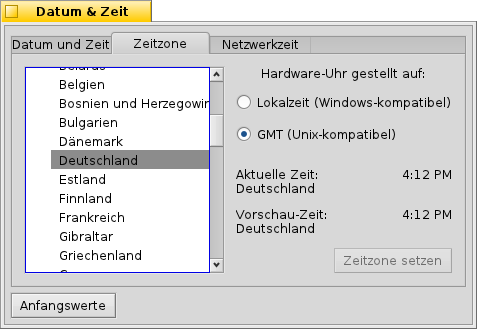 Datum & Zeit
Datum und Zeit Zeitzone Netzwerkzeit
Belgien
Bosnien und Herzegowin
Bulgarien
Dänemark
Deutschland
Estland
Finnland
Frankreich
Gibraltar
Griechenland
Hardware-Uhr gestellt auf:
Lokalzeit (Windows-kompatibel)
GMT (Unix-kompatibel)
Aktuelle Zeit: 4:12 PM
Deutschland
Vorschau-Zeit: 4:12 PM
Deutschland
Zeitzone setzen
Anfangswerte